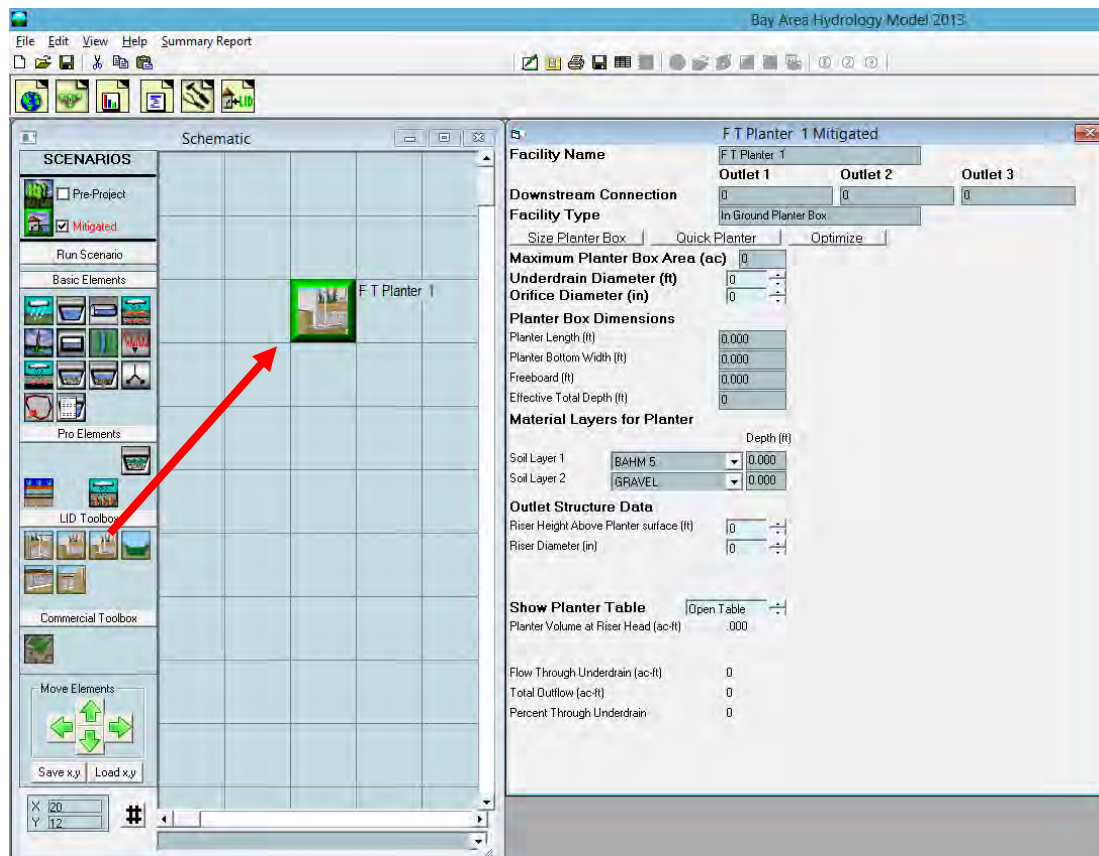 Bay Area Hydrology Model 2013
File Edit View Help Summary Report
① ② ③
LID
Schematic
SCENARIOS
Pre-Project
Mitigated
Run Scenario
Basic Elements
Pro Elements
LID Toolbox
Commercial Toolbox
Move Elements
Save x,y Load x,y
X 20
Y 12
#
F T Planter 1
F T Planter 1 Mitigated
Facility Name F T Planter 1
Outlet 1 Outlet 2 Outlet 3
Downstream Connection 0 0 0
Facility Type In Ground Planter Box
Size Planter Box Quick Planter Optimize
Maximum Planter Box Area (ac) 0
Underdrain Diameter (ft) 0
Orifice Diameter (in) 0
Planter Box Dimensions
Planter Length (ft) 0.000
Planter Bottom Width (ft) 0.000
Freeboard (ft) 0.000
Effective Total Depth (ft) 0
Material Layers for Planter
Depth (ft)
Soil Layer 1 BAHM 5 0.000
Soil Layer 2 GRAVEL 0.000
Outlet Structure Data
Riser Height Above Planter surface (ft) 0
Riser Diameter (in) 0
Show Planter Table Open Table
Planter Volume at Riser Head (ac-ft) .000
Flow Through Underdrain (ac-ft) 0
Total Outflow (ac-ft) 0
Percent Through Underdrain 0